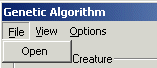 Genetic Algorithm
File View Options
Open
Creature